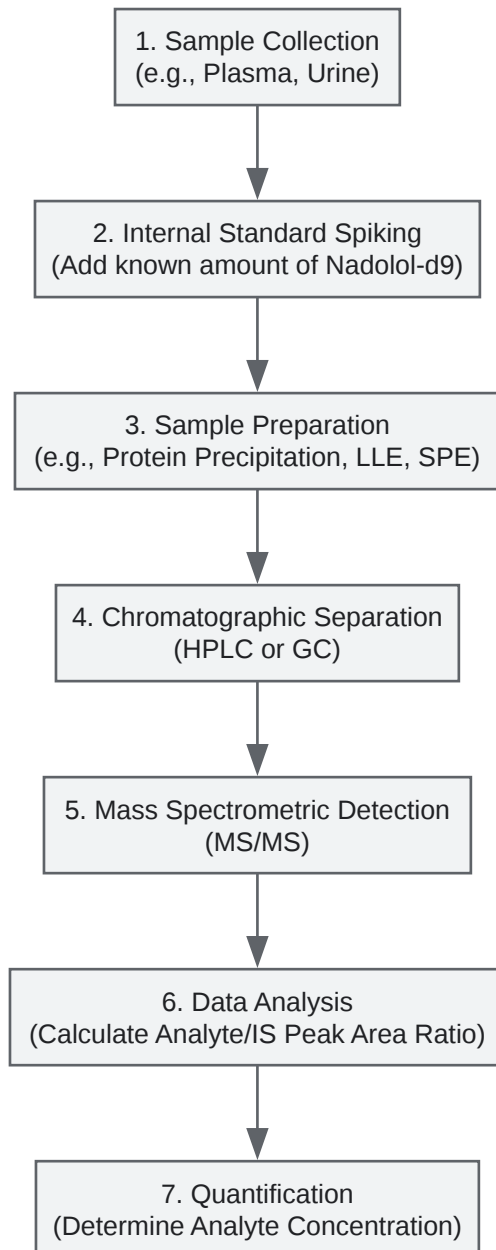 1. Sample Collection
(e.g., Plasma, Urine)
2. Internal Standard Spiking
(Add known amount of Nadolol-d9)
3. Sample Preparation
(e.g., Protein Precipitation, LLE, SPE)
4. Chromatographic Separation
(HPLC or GC)
5. Mass Spectrometric Detection
(MS/MS)
6. Data Analysis
(Calculate Analyte/IS Peak Area Ratio)
7. Quantification
(Determine Analyte Concentration)